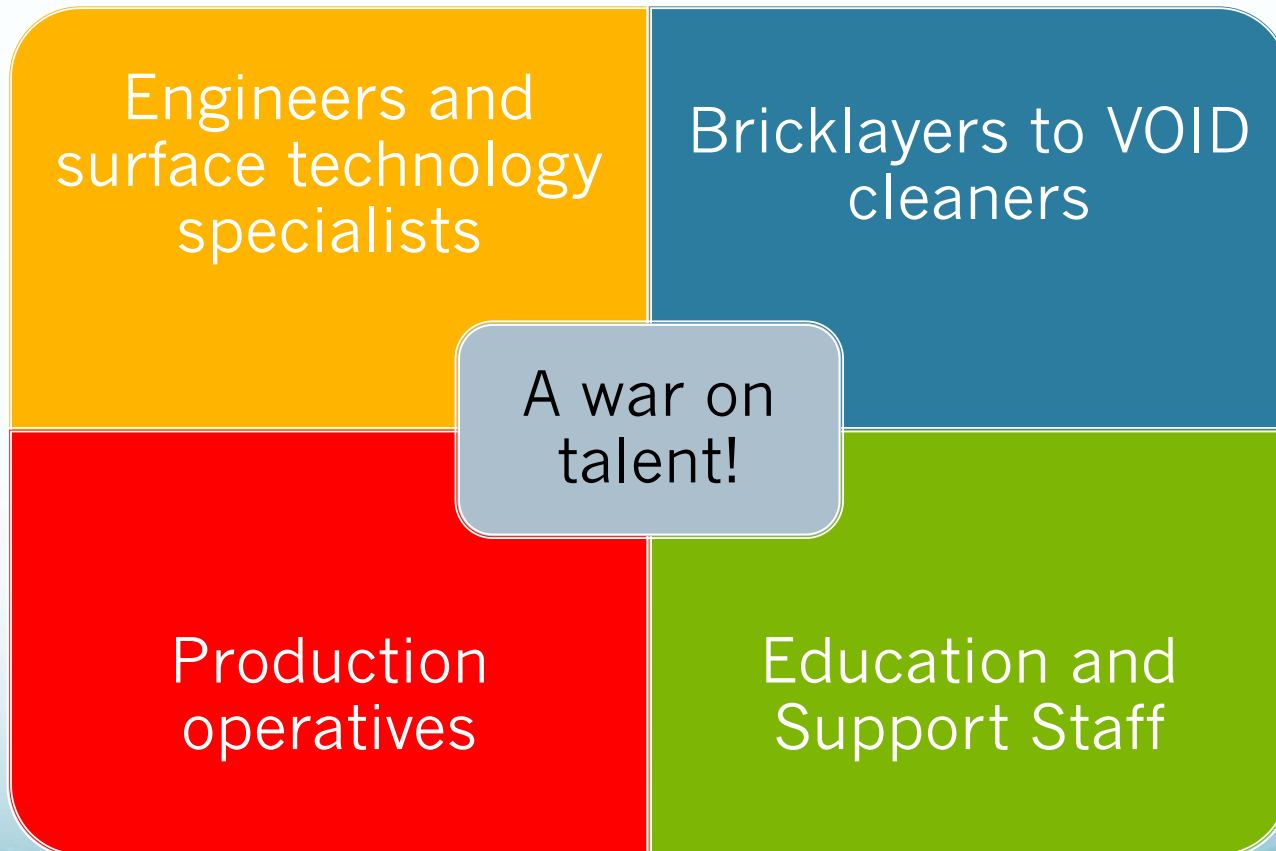 Engineers and
surface technology
specialists
Bricklayers to VOID
cleaners
A war on
talent!
Production
operatives
Education and
Support Staff